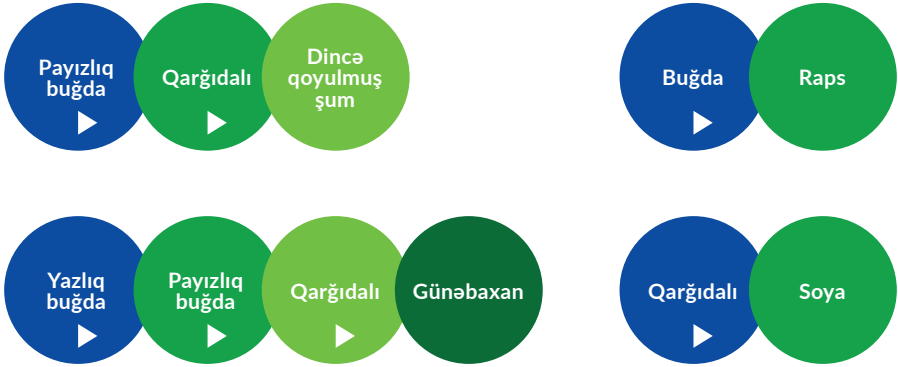 Payızlıq
buğda
Qarğıdalı
Dincə
qoyulmuş
şum
Buğda
Raps
Yazlıq
buğda
Payızlıq
buğda
Qarğıdalı
Günəbaxan
Qarğıdalı
Soya